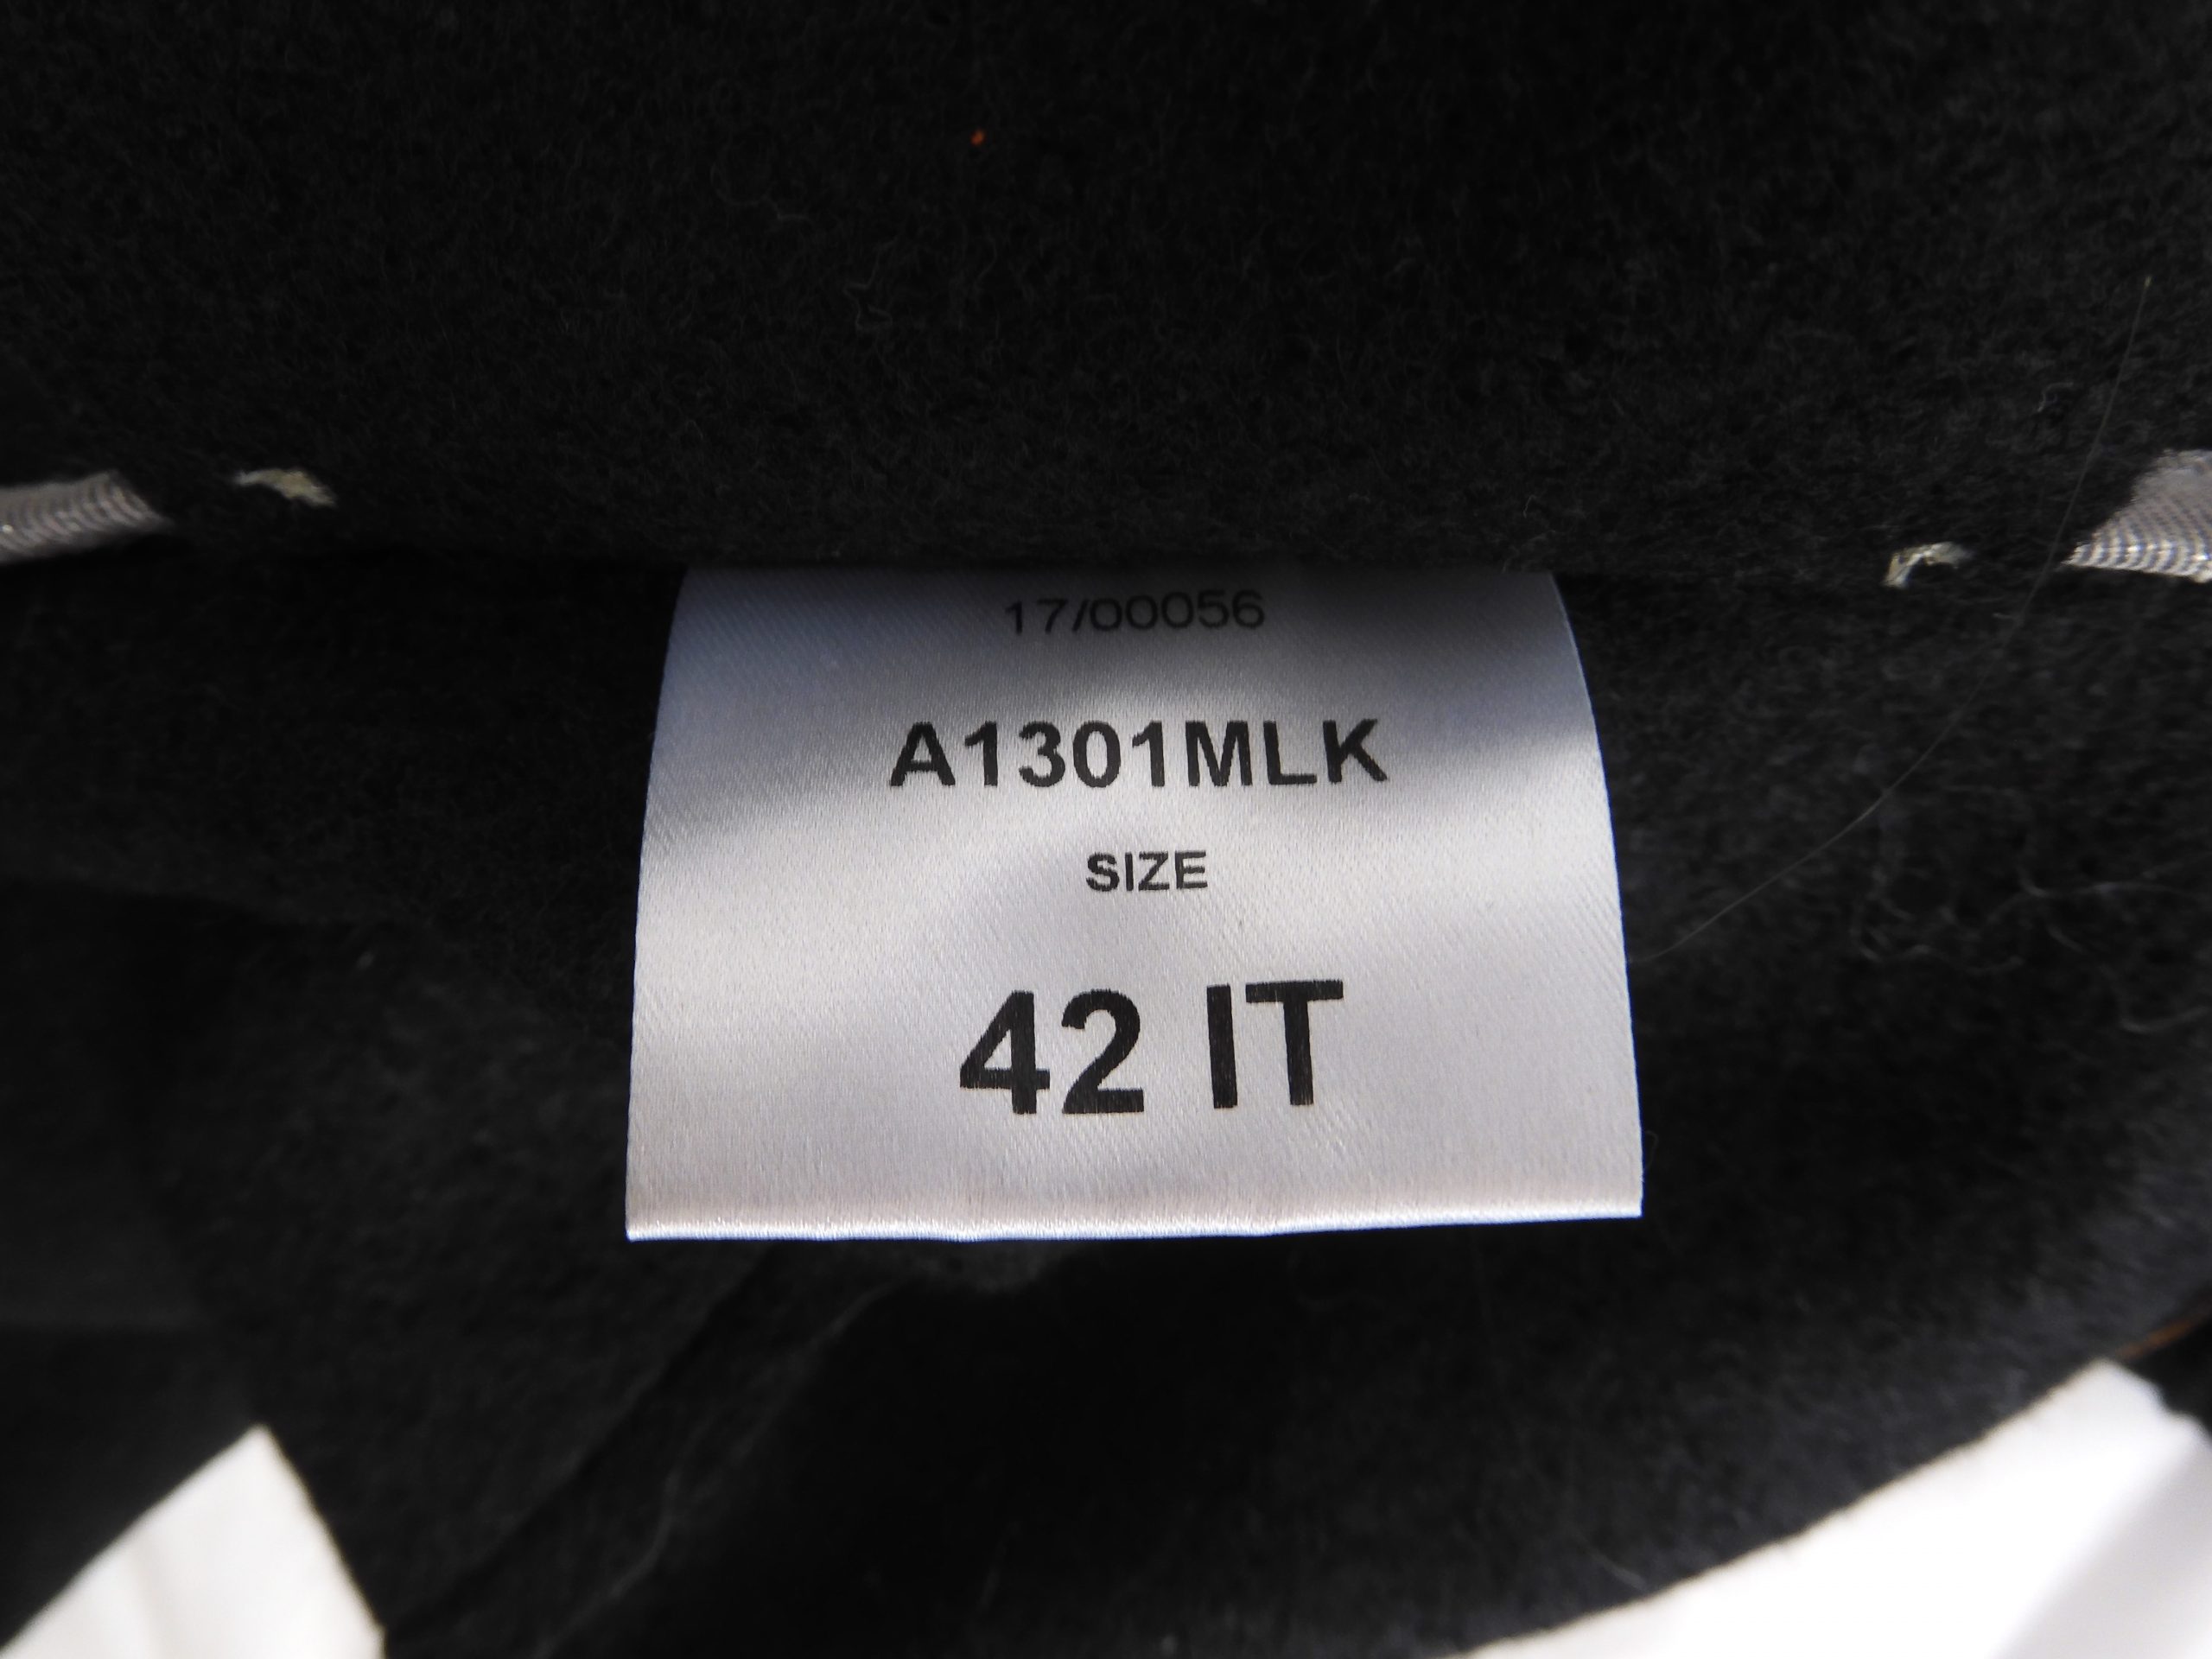 17/00056
A1301MLK
SIZE
42 IT